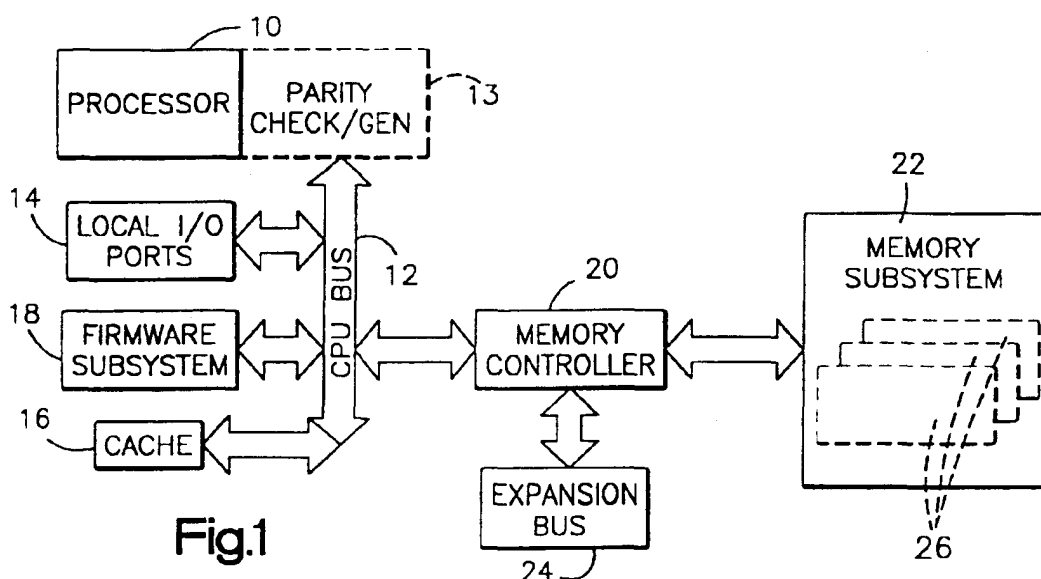 10
PROCESSOR
PARITY
CHECK/GEN
13
14
LOCAL I/O
PORTS
12
CPU BUS
18
FIRMWARE
SUBSYSTEM
16
CACHE
20
MEMORY
CONTROLLER
22
MEMORY
SUBSYSTEM
EXPANSION
BUS
24
26
Fig.1